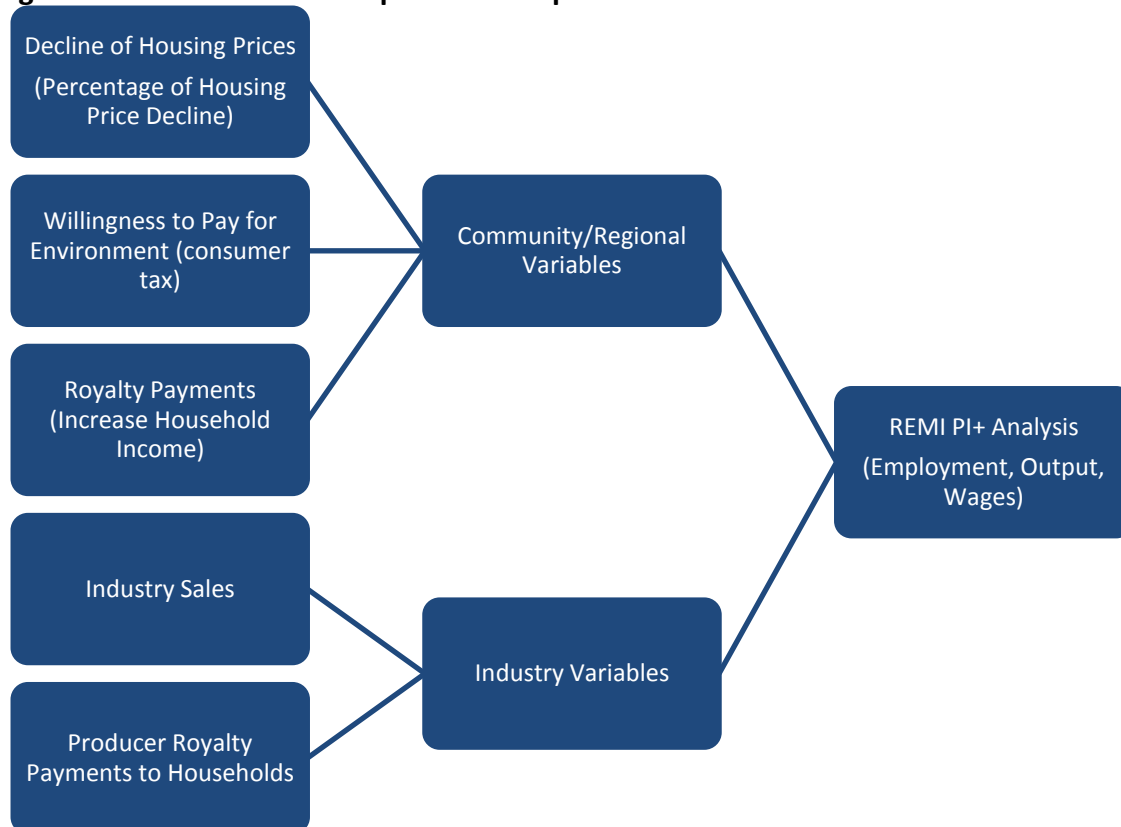 Decline of Housing Prices
(Percentage of Housing
Price Decline)
Willingness to Pay for
Environment (consumer
tax)
Royalty Payments
(Increase Household
Income)
Industry Sales
Producer Royalty
Payments to Households
Community/Regional
Variables
Industry Variables
REMI PI+ Analysis
(Employment, Output,
Wages)